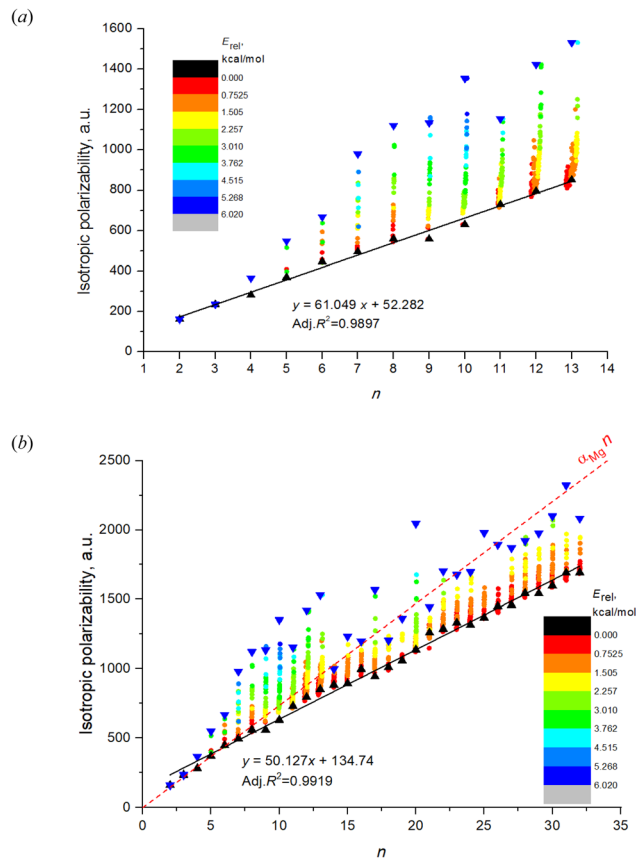 (a)
1600
1400
1200
1000
800
600
400
200
0
Isotropic polarizability, a.u.
E rel,
kcal/mol
0.000
0.7525
1.505
2.257
3.010
3.762
4.515
5.268
6.020
y = 61.049 x + 52.282
Adj.R²=0.9897
1 2 3 4 5 6 7 8 9 10 11 12 13 14
n
(b)
2500
2000
1500
1000
500
0
Isotropic polarizability, a.u.
α Mg n
E rel,
kcal/mol
0.000
0.7525
1.505
2.257
3.010
3.762
4.515
5.268
6.020
y = 50.127x + 134.74
Adj.R²=0.9919
0 5 10 15 20 25 30 35
n